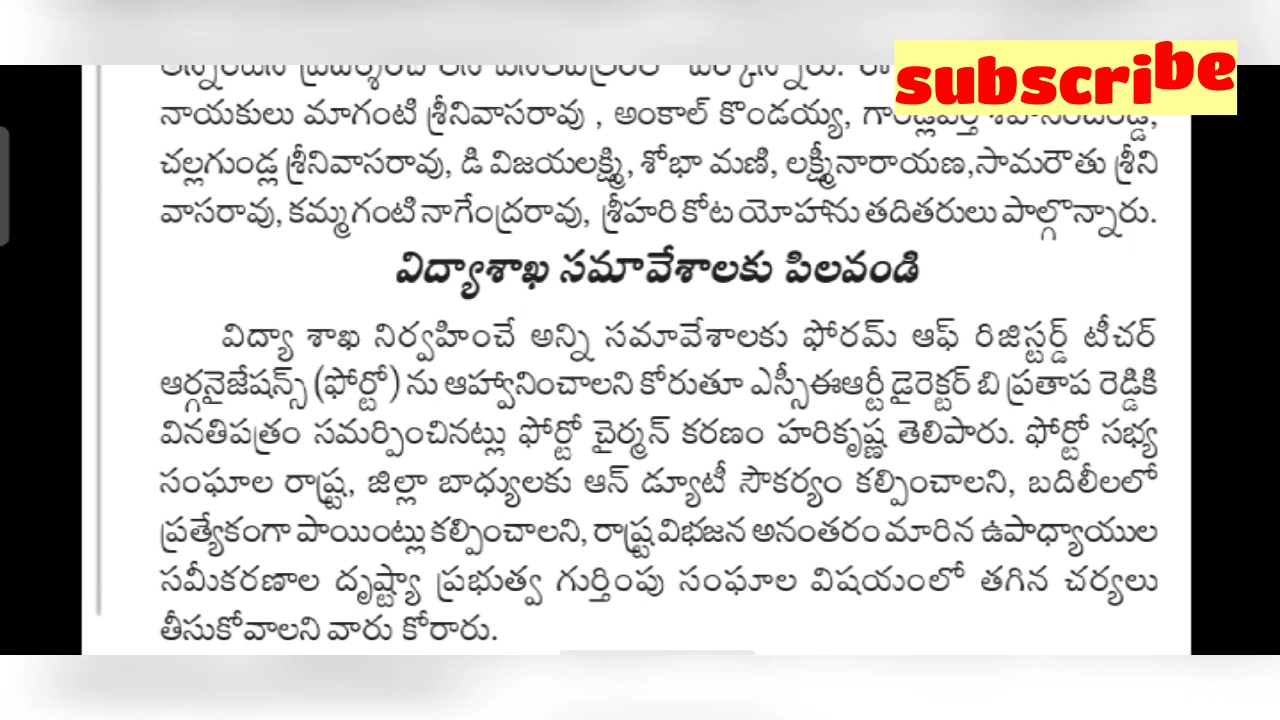 subscribe
నాయకులు మాగంటి శ్రీనివాసరావు , అంకాల్ కొండయ్య,
చల్లగుండ్ల శ్రీనివాసరావు, డి విజయలక్ష్మి, శోభా మణి, లక్ష్మీనారాయణ,సామరౌతు శ్రీని
వాసరావు, కమ్మగంటి నాగేంద్రరావు, శ్రీహరి కోట యోహాను తదితరులు పాల్గొన్నారు.
విద్యాశాఖ సమావేశాలకు పిలవండి
విద్యా శాఖ నిర్వహించే అన్ని సమావేశాలకు ఫోరమ్ ఆఫ్ రిజిస్టర్డ్ టీచర్
ఆర్గనైజేషన్స్ (ఫోర్టో) ను ఆహ్వానించాలని కోరుతూ ఎస్సీఈఆర్టీ డైరెక్టర్ బి ప్రతాప రెడ్డికి
వినతిపత్రం సమర్పించినట్లు ఫోర్టో చైర్మన్ కరణం హరికృష్ణ తెలిపారు. ఫోర్టో సభ్య
సంఘాల రాష్ట్ర, జిల్లా బాధ్యులకు ఆన్ డ్యూటీ సౌకర్యం కల్పించాలని, బదిలీలలో
ప్రత్యేకంగా పాయింట్లు కల్పించాలని, రాష్ట్ర విభజన అనంతరం మారిన ఉపాధ్యాయుల
సమీకరణాల దృష్ట్యా ప్రభుత్వ గుర్తింపు సంఘాల విషయంలో తగిన చర్యలు
తీసుకోవాలని వారు కోరారు.